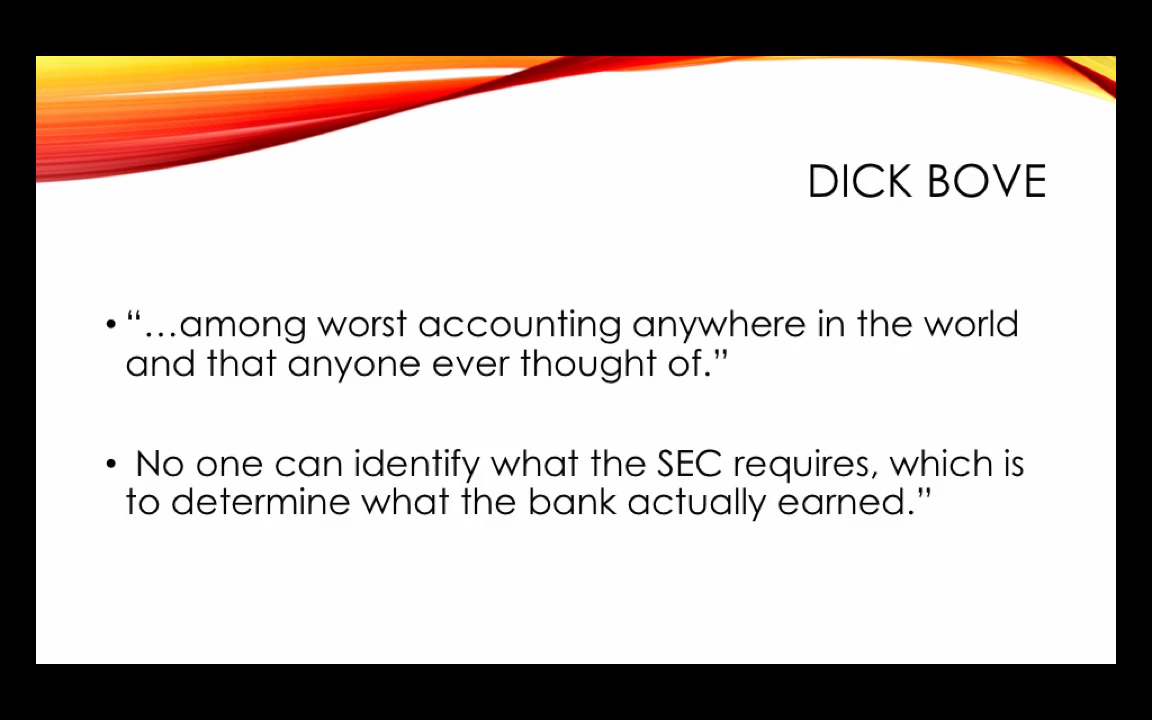 DICK BOVE
• “…among worst accounting anywhere in the world
and that anyone ever thought of.”
• No one can identify what the SEC requires, which is
to determine what the bank actually earned.”